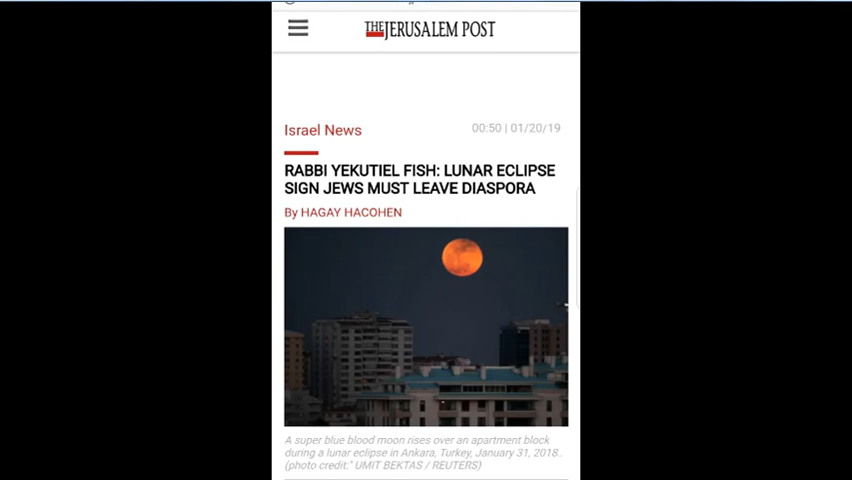 THE JERUSALEM POST
Israel News
00:50 | 01/20/19
RABBI YEKUTIEL FISH: LUNAR ECLIPSE
SIGN JEWS MUST LEAVE DIASPORA
By HAGAY HACOHEN
A super blue blood moon rises over an apartment block
during a lunar eclipse in Ankara, Turkey, January 31, 2018..
(photo credit:" UMIT BEKTAS / REUTERS)